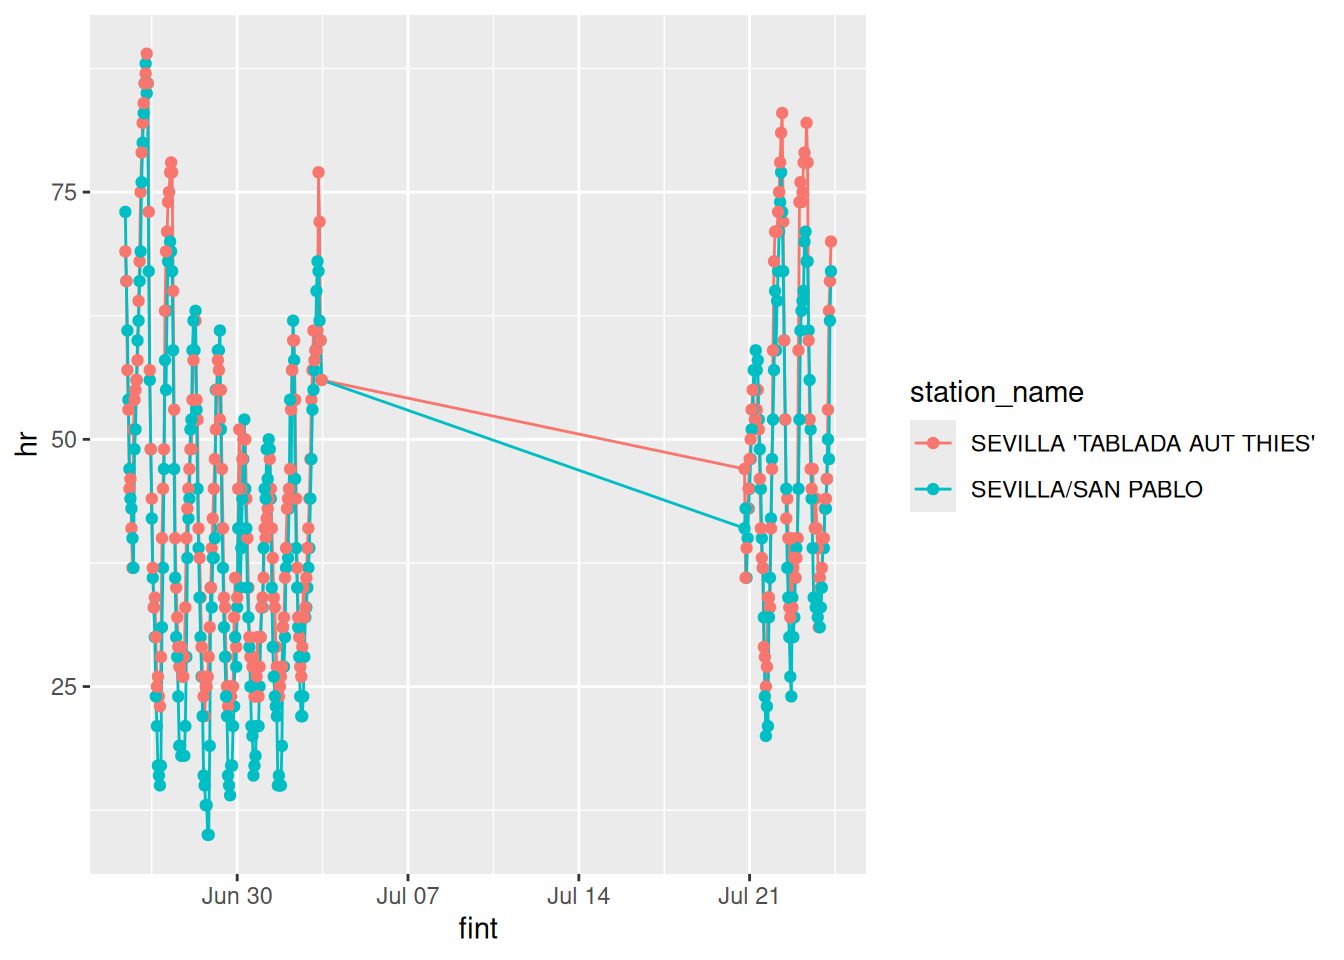 75
50
25
hr
Jun 30
Jul 07
Jul 14
Jul 21
fint
station_name
SEVILLA 'TABLADA AUT THIES'
SEVILLA/SAN PABLO